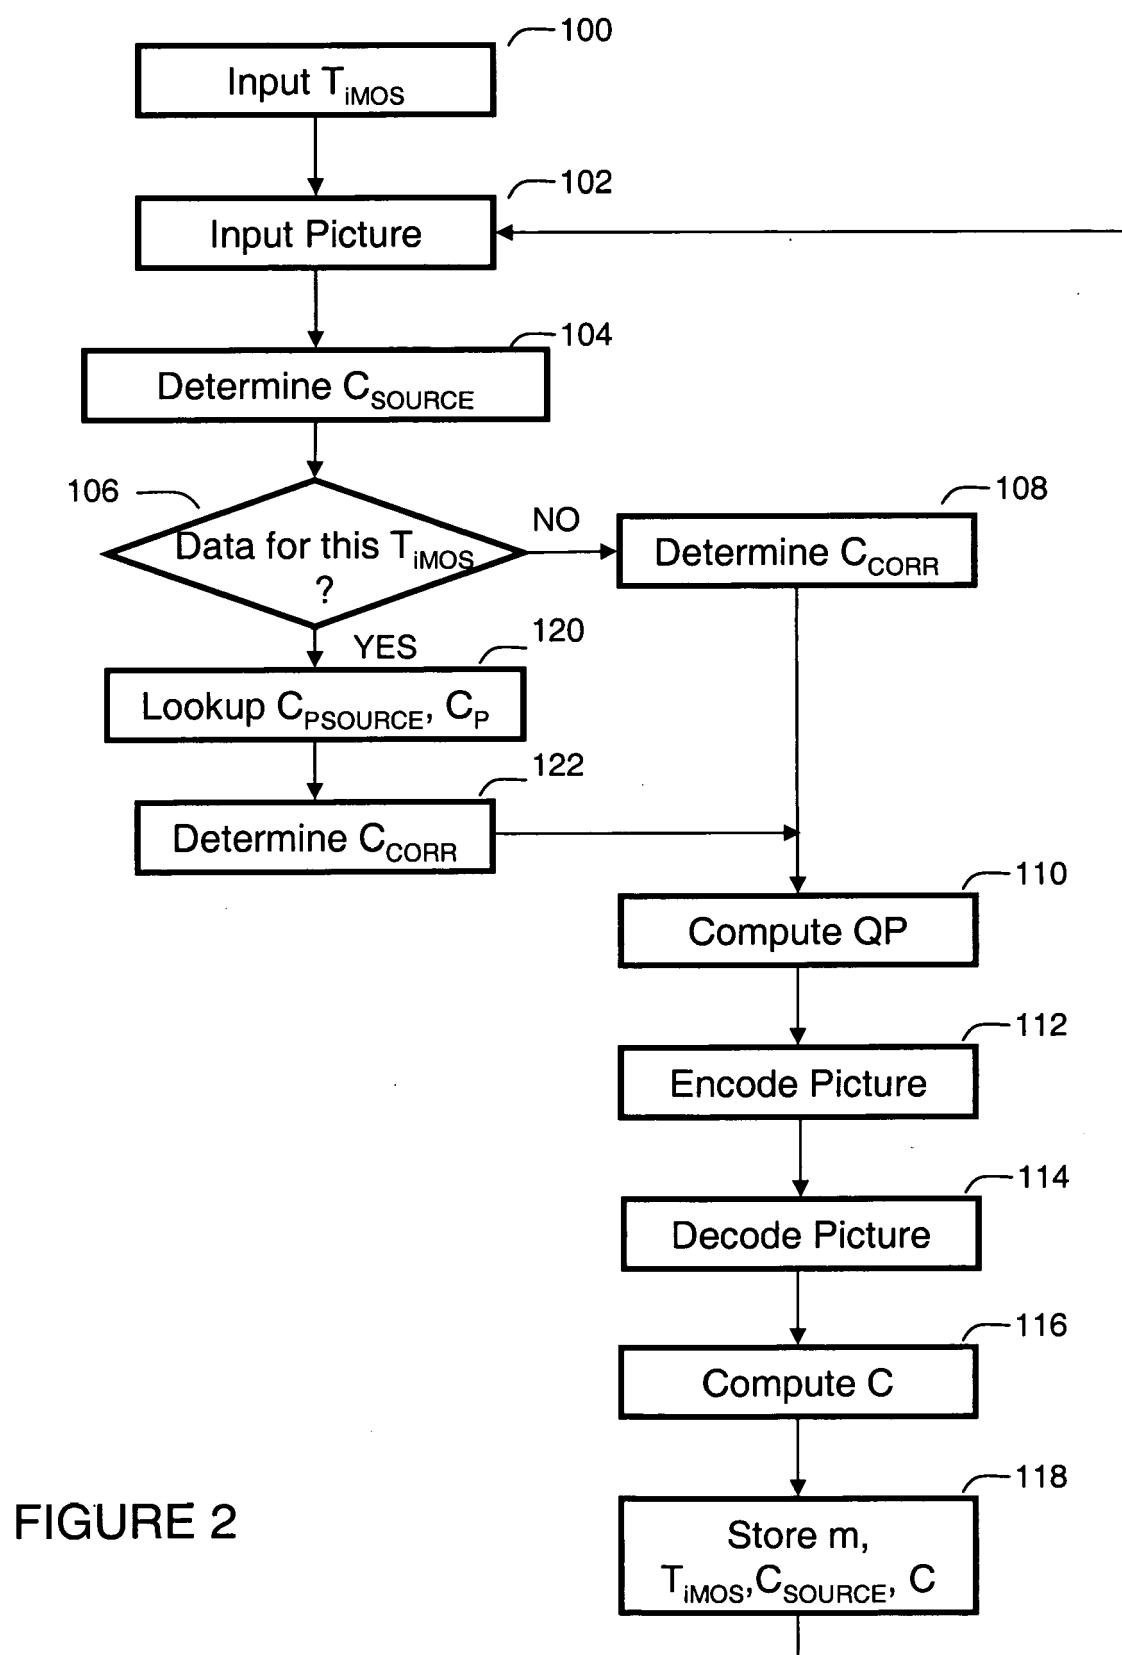 100
Input TiMOS
102
Input Picture
104
Determine CSOURCE
106
Data for this TiMOS
?
NO
108
Determine CCORR
YES
120
Lookup CPSOURCE, CP
122
Determine CCORR
110
Compute QP
112
Encode Picture
114
Decode Picture
116
Compute C
118
Store m,
TiMOS,CSOURCE, C
FIGURE 2